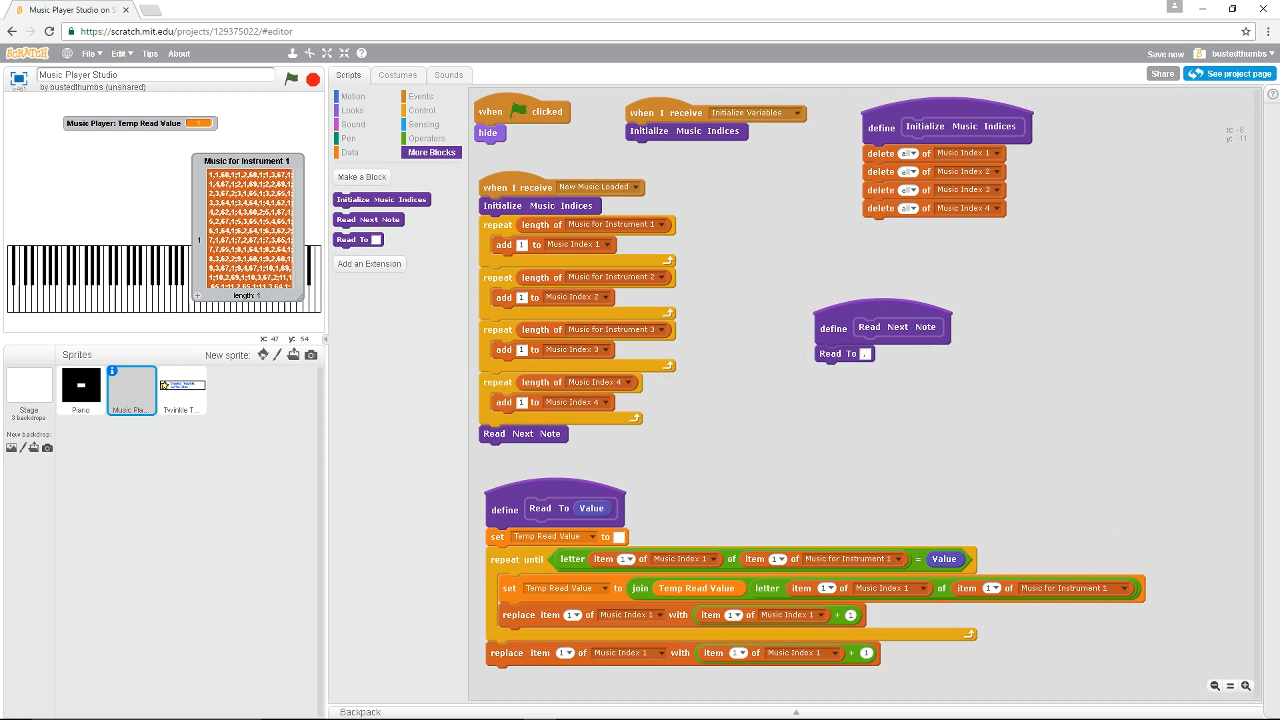 Music Player Studio on S
https://scratch.mit.edu/projects/129375022/#editor
SCRATCH File Edit Tips About Save now bustedthumbs
Music Player Studio
by bustedthumbs (unshared)
v461
Scripts Costumes Sounds Share See project page
Motion Events
Looks Control
Sound Sensing
Pen Operators
Data More Blocks
Make a Block
Initialize Music Indices
Read Next Note
Read To
Add an Extension
Music Player: Temp Read Value
Music for Instrument 1
1
length: 1
x: 47 y: 54
Sprites New sprite:
Stage
3 backdrops
New backdrop:
Piano
Music Pla...
Twinkle T...
when clicked
hide
when I receive Initialize Variables
Initialize Music Indices
define Initialize Music Indices
delete all of Music Index 1
delete all of Music Index 2
delete all of Music Index 3
delete all of Music Index 4
x: -8
y: -11
when I receive New Music Loaded
Initialize Music Indices
repeat length of Music for Instrument 1
add 1 to Music Index 1
repeat length of Music for Instrument 2
add 1 to Music Index 2
repeat length of Music for Instrument 3
add 1 to Music Index 3
repeat length of Music Index 4
add 1 to Music Index 4
Read Next Note
define Read Next Note
Read To ,
define Read To Value
set Temp Read Value to
repeat until letter item 1 of Music Index 1 of item 1 of Music for Instrument 1 = Value
set Temp Read Value to join Temp Read Value letter item 1 of Music Index 1 of item 1 of Music for Instrument 1
replace item 1 of Music Index 1 with item 1 of Music Index 1 + 1
replace item 1 of Music Index 1 with item 1 of Music Index 1 + 1
Backpack